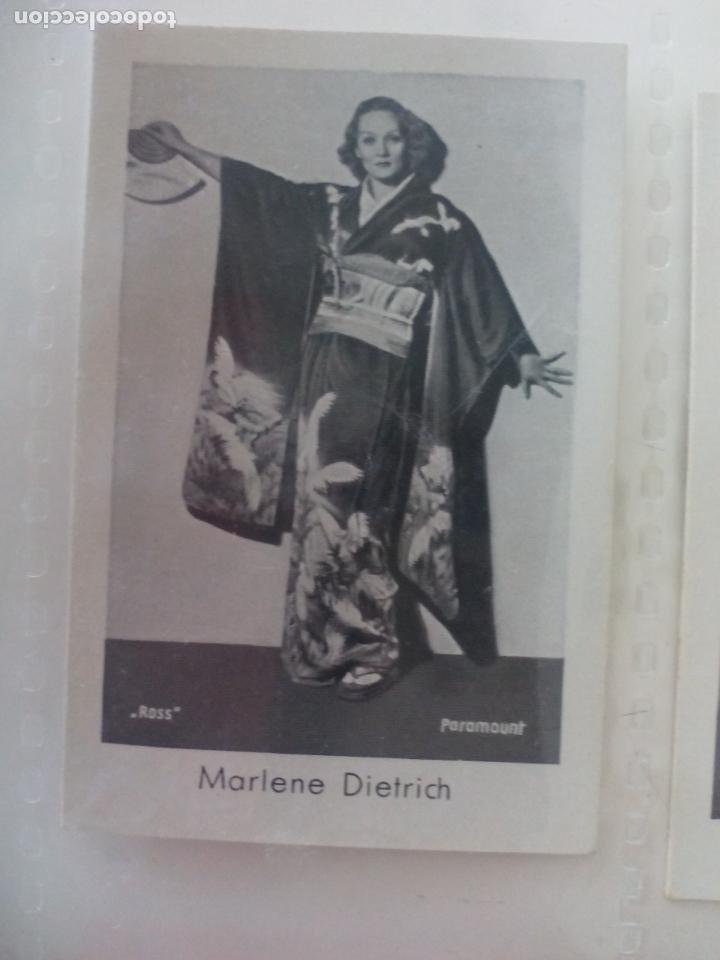 todocoleccion
„Ross"
Paramount
Marlene Dietrich